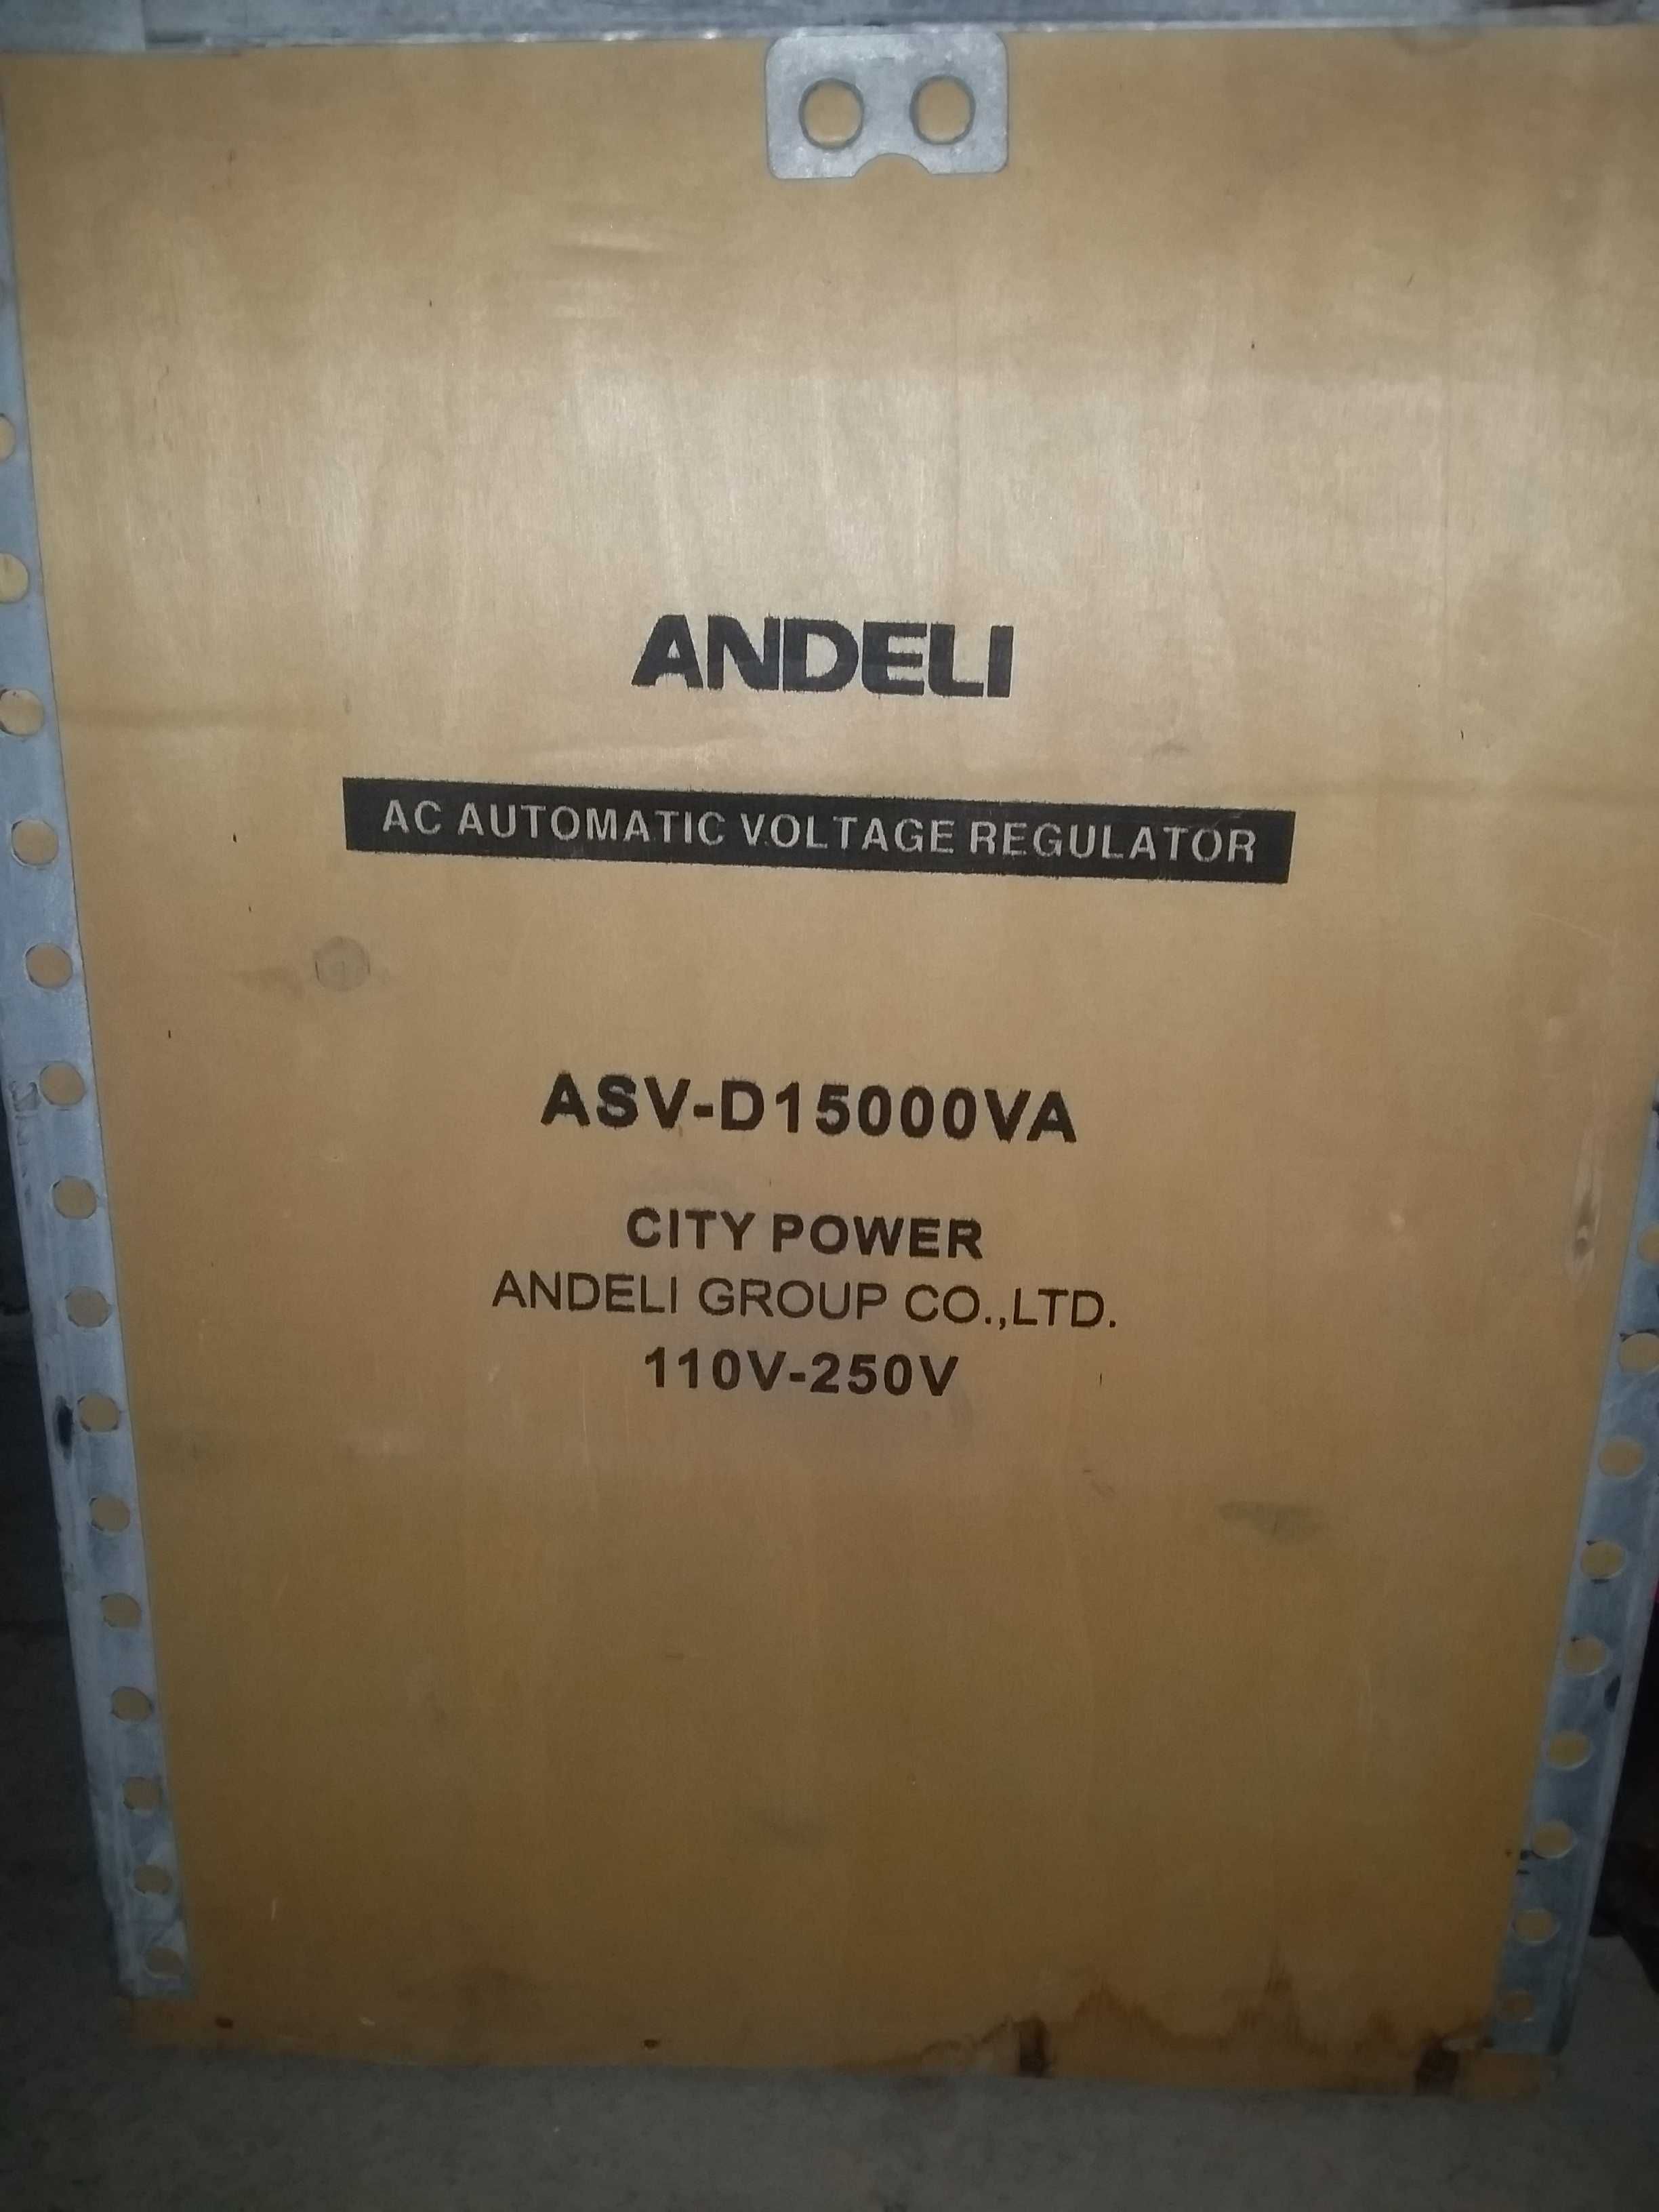 ANDELI
AC AUTOMATIC VOLTAGE REGULATOR
ASV-D15000VA
CITY POWER
ANDELI GROUP CO.,LTD.
110V-250V